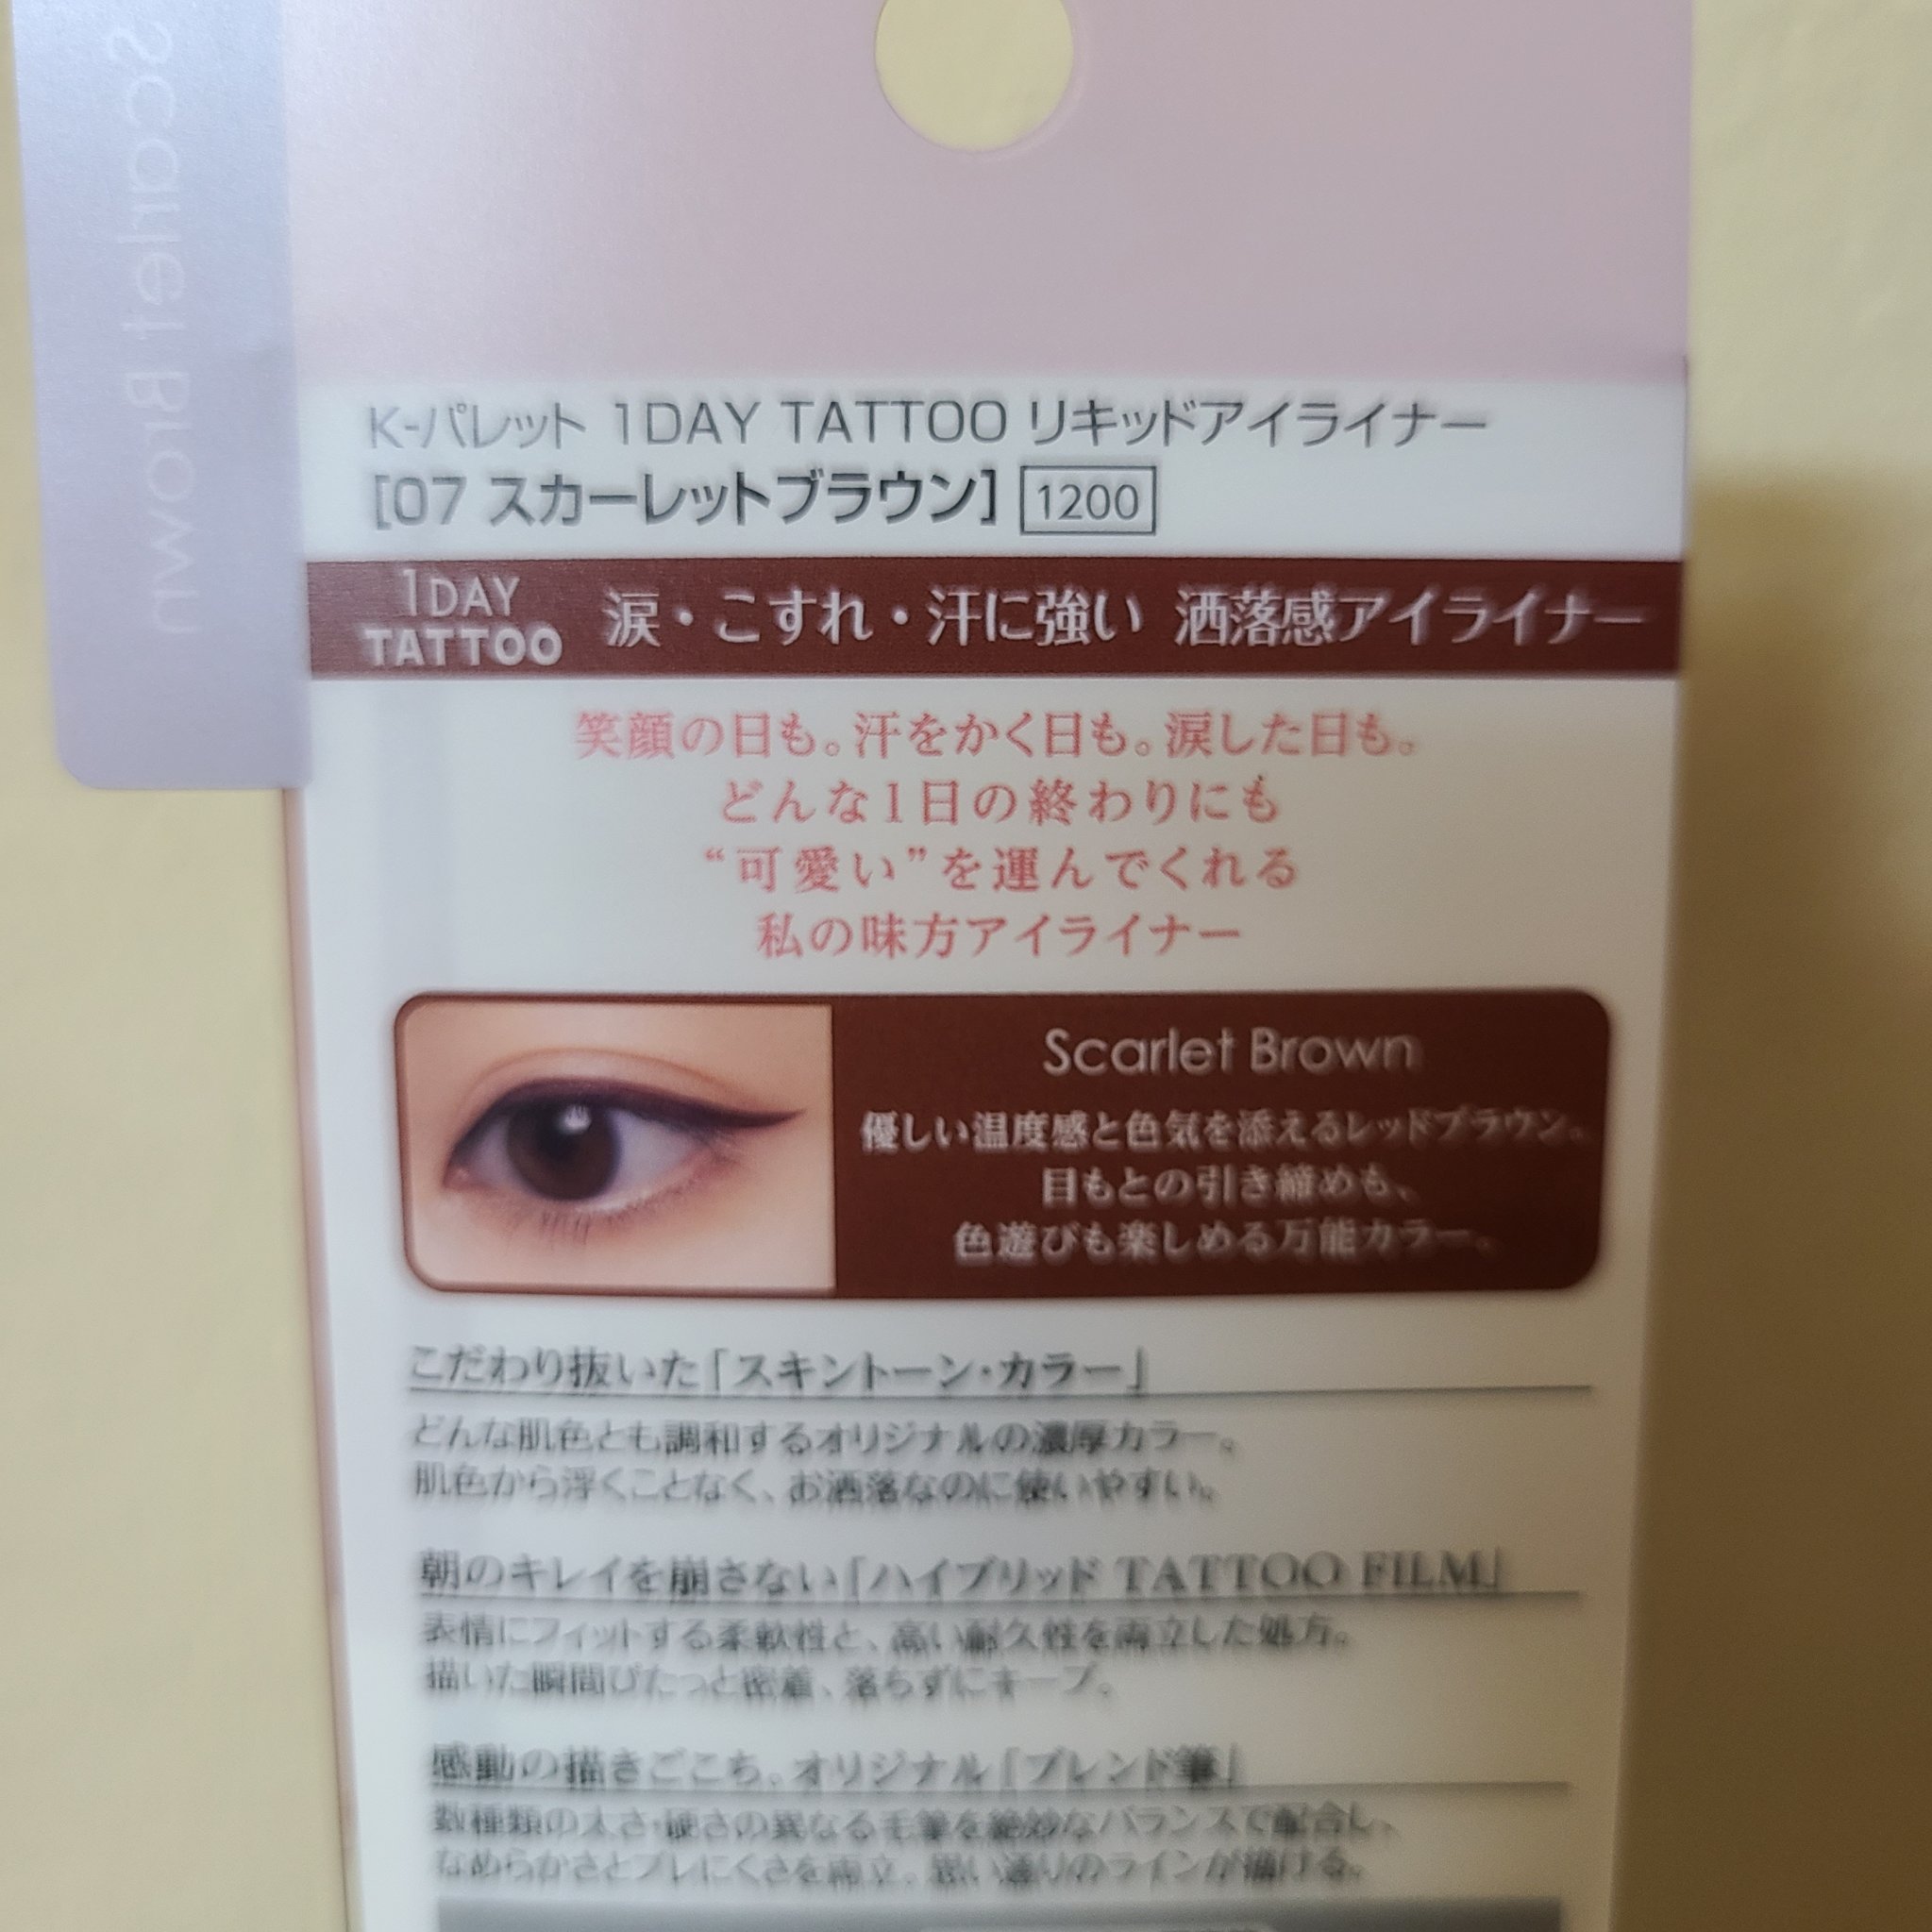 Scarlet Brown
K-パレット 1DAY TATTOO リキッドアイライナー
[07 スカーレットブラウン] 1200
1DAY TATTOO 涙・こすれ・汗に強い 洒落感アイライナー
笑顔の日も。汗をかく日も。涙した日も。
どんな1日の終わりにも
“可愛い”を運んでくれる
私の味方アイライナー
Scarlet Brown
優しい温度感と色気を添えるレッドブラウン。
目もとの引き締めも、
色遊びも楽しめる万能カラー。
こだわり抜いた「スキントーン・カラー」
どんな肌色とも調和するオリジナルの濃厚カラー。
肌色から浮くことなく、お洒落なのに使いやすい。
朝のキレイを崩さない「ハイブリッド TATTOO FILM」
表情にフィットする柔軟性と、高い耐久性を両立した処方。
描いた瞬間ぴたっと密着、落ちずにキープ。
感動の描きごこち。オリジナル「ブレンド筆」
数種類の太さ・硬さの異なる毛筆を絶妙なバランスで配合し、
なめらかさとブレにくさを両立。思い通りのラインが描ける。